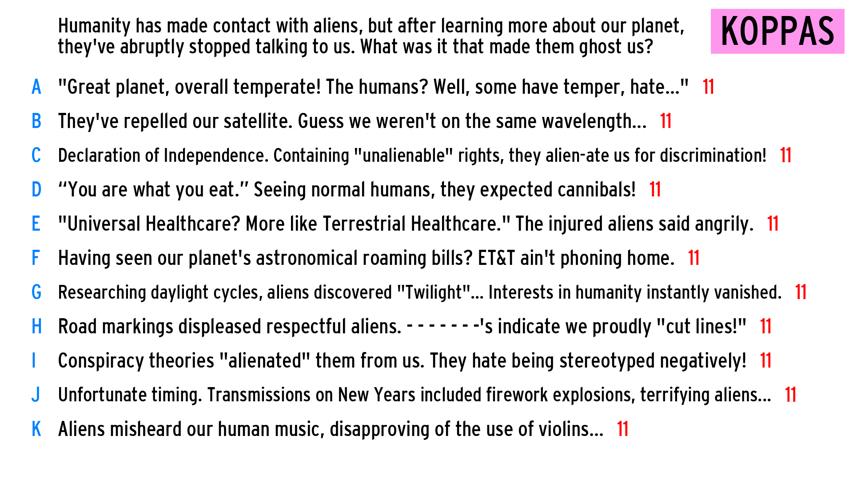 Humanity has made contact with aliens, but after learning more about our planet,
they've abruptly stopped talking to us. What was it that made them ghost us?
KOPPAS
A "Great planet, overall temperate! The humans? Well, some have temper, hate..." 11
B They've repelled our satellite. Guess we weren't on the same wavelength... 11
C Declaration of Independence. Containing "unalienable" rights, they alien-ate us for discrimination! 11
D “You are what you eat.” Seeing normal humans, they expected cannibals! 11
E "Universal Healthcare? More like Terrestrial Healthcare." The injured aliens said angrily. 11
F Having seen our planet's astronomical roaming bills? ET&T ain't phoning home. 11
G Researching daylight cycles, aliens discovered "Twilight"... Interests in humanity instantly vanished. 11
H Road markings displeased respectful aliens. - - - - - - -'s indicate we proudly "cut lines!" 11
I Conspiracy theories "alienated" them from us. They hate being stereotyped negatively! 11
J Unfortunate timing. Transmissions on New Years included firework explosions, terrifying aliens... 11
K Aliens misheard our human music, disapproving of the use of violins... 11